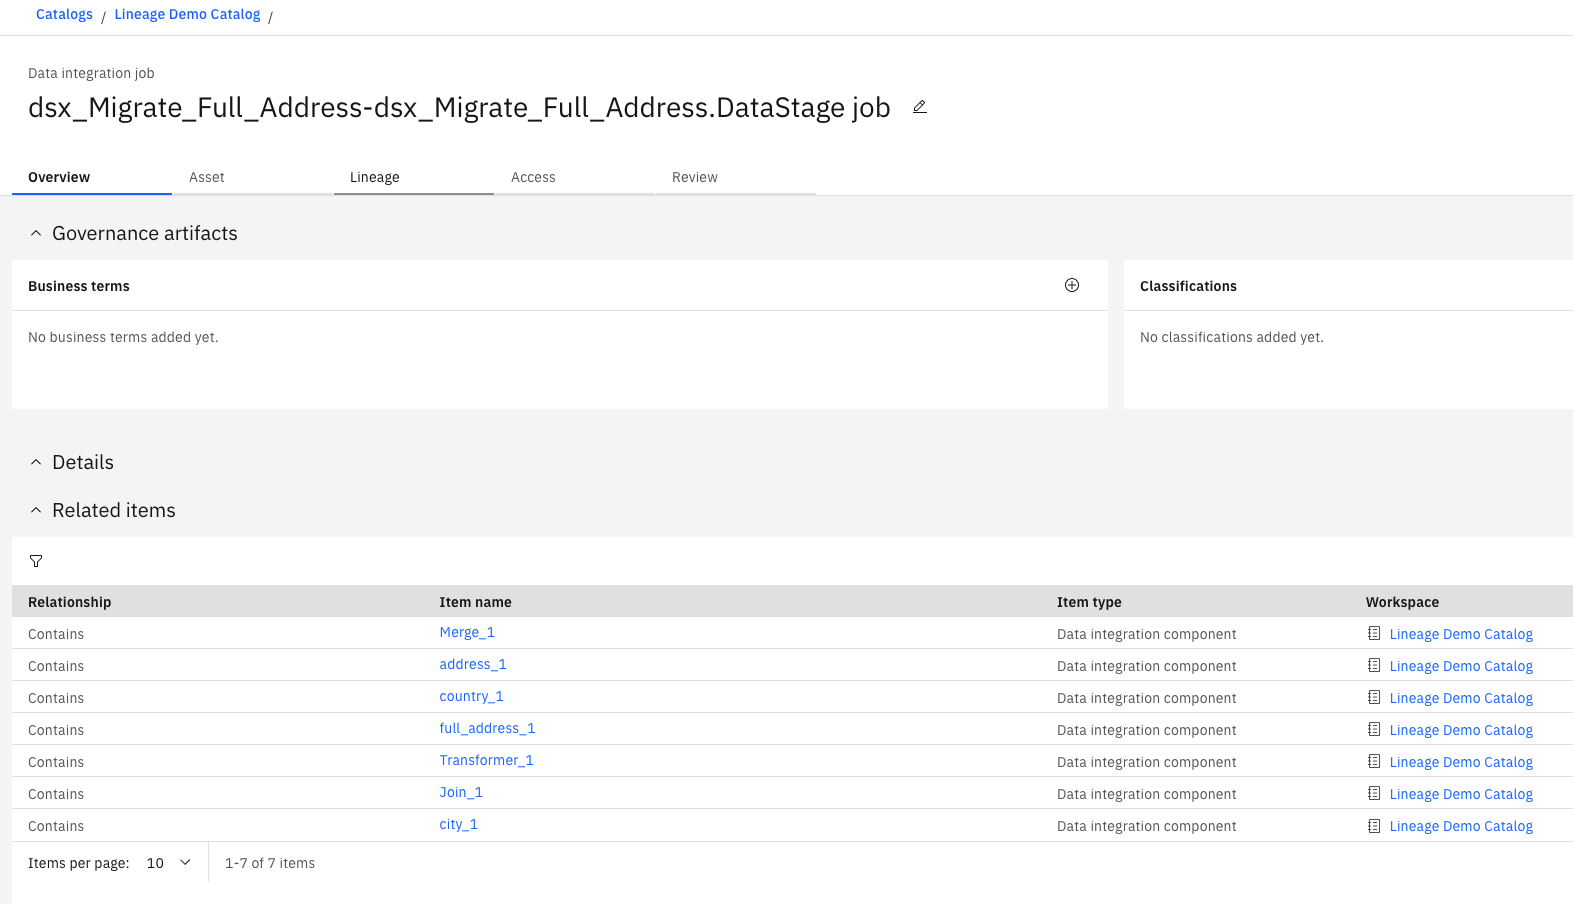 Catalogs / Lineage Demo Catalog /
Data integration job
dsx_Migrate_Full_Address-dsx_Migrate_Full_Address.DataStage job
Overview Asset Lineage Access Review
Governance artifacts
Business terms
No business terms added yet.
Classifications
No classifications added yet.
Details
Related items
Relationship Item name Item type Workspace
Contains Merge_1 Data integration component Lineage Demo Catalog
Contains address_1 Data integration component Lineage Demo Catalog
Contains country_1 Data integration component Lineage Demo Catalog
Contains full_address_1 Data integration component Lineage Demo Catalog
Contains Transformer_1 Data integration component Lineage Demo Catalog
Contains Join_1 Data integration component Lineage Demo Catalog
Contains city_1 Data integration component Lineage Demo Catalog
Items per page: 10 1-7 of 7 items